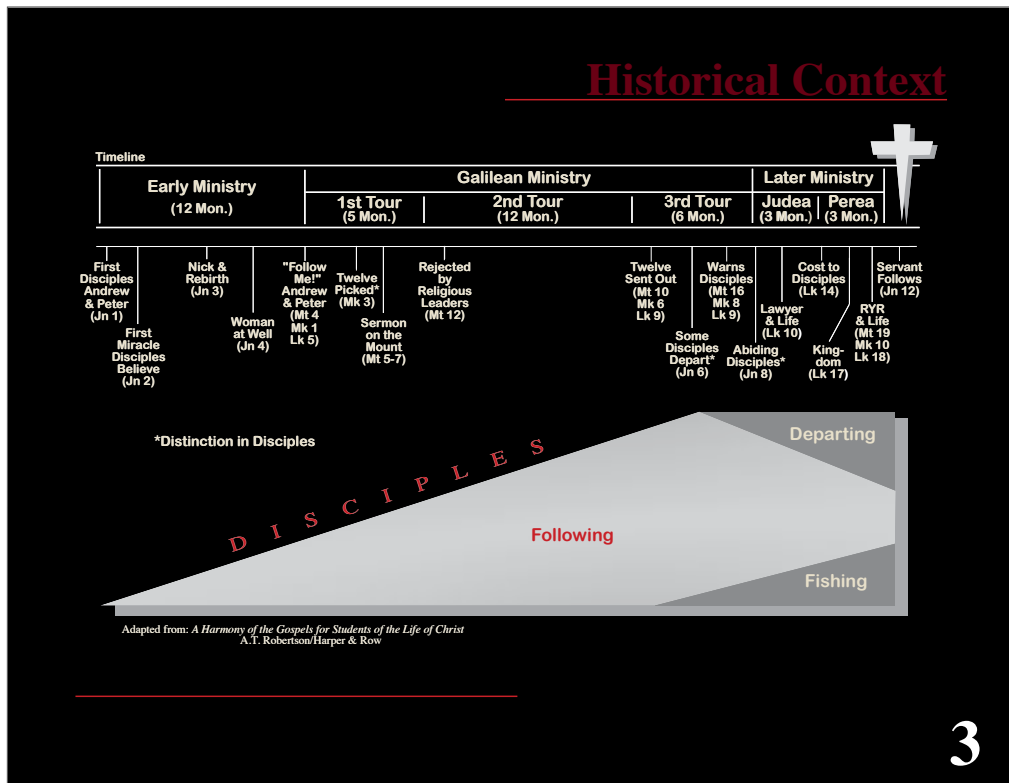 Historical Context
Timeline
Early Ministry
(12 Mon.)
Galilean Ministry
1st Tour
(5 Mon.)
2nd Tour
(12 Mon.)
3rd Tour
(6 Mon.)
Later Ministry
Judea
(3 Mon.)
Perea
(3 Mon.)
First
Disciples
Andrew
& Peter
(Jn 1)
First
Miracle
Disciples
Believe
(Jn 2)
Nick &
Rebirth
(Jn 3)
Woman
at Well
(Jn 4)
"Follow
Me!"
Andrew
& Peter
(Mt 4
Mk 1
Lk 5)
Twelve
Picked*
(Mk 3)
Sermon
on the
Mount
(Mt 5-7)
Rejected
by
Religious
Leaders
(Mt 12)
Twelve
Sent Out
(Mt 10
Mk 6
Lk 9)
Some
Disciples
Depart*
(Jn 6)
Warns
Disciples
(Mt 16
Mk 8
Lk 9)
Abiding
Disciples*
(Jn 8)
Lawyer
& Life
(Lk 10)
Cost to
Disciples
(Lk 14)
King-
dom
(Lk 17)
RYR
& Life
(Mt 19
Mk 10
Lk 18)
Servant
Follows
(Jn 12)
*Distinction in Disciples
DISCIPLES
Departing
Following
Fishing
Adapted from: A Harmony of the Gospels for Students of the Life of Christ
A.T. Robertson/Harper & Row
3